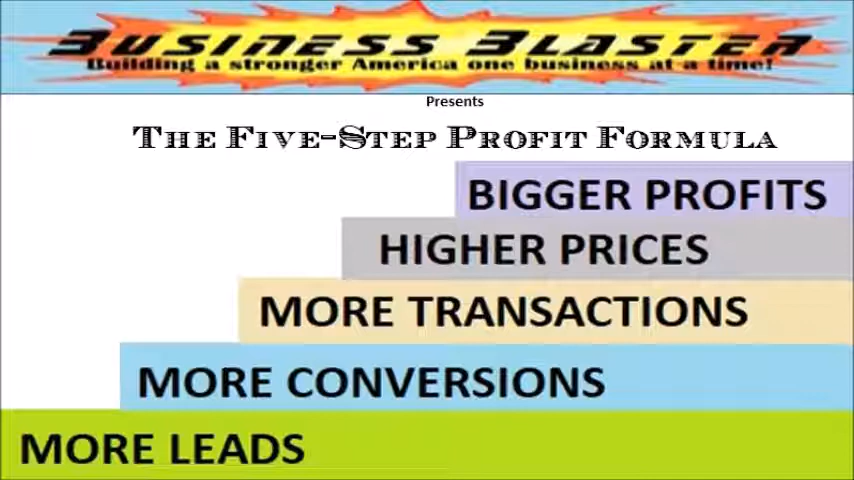 BUSINESS BLASTER
Building a stronger America one business at a time!
Presents
THE FIVE-STEP PROFIT FORMULA
BIGGER PROFITS
HIGHER PRICES
MORE TRANSACTIONS
MORE CONVERSIONS
MORE LEADS